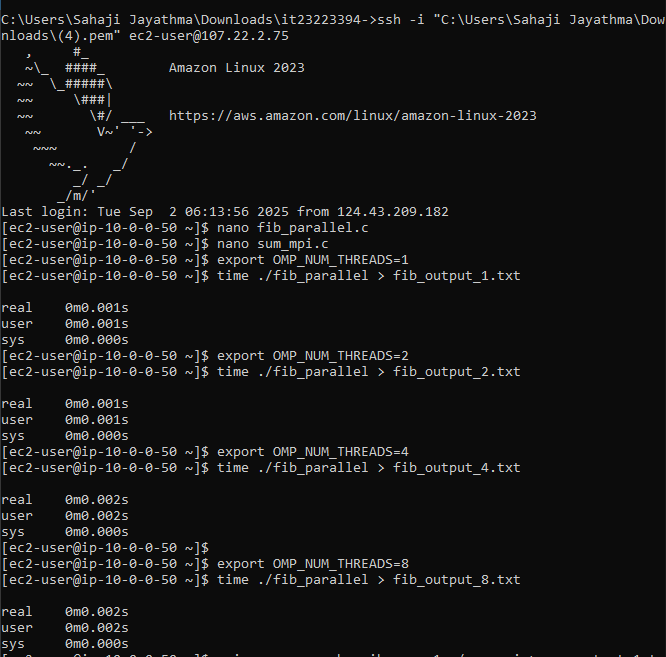 C:\Users\Sahaji Jayathma\Downloads\it23223394->ssh -i "C:\Users\Sahaji Jayathma\Dow
nloads\(4).pem" ec2-user@107.22.2.75
   ,     #_
   ~\_  ####_        Amazon Linux 2023
  ~~  \_#####\
  ~~     \###|
  ~~       \#/ ___   https://aws.amazon.com/linux/amazon-linux-2023
   ~~       V~' '->
    ~~~         /
      ~~._.   _/
         _/ _/
       _/m/'
Last login: Tue Sep  2 06:13:56 2025 from 124.43.209.182
[ec2-user@ip-10-0-0-50 ~]$ nano fib_parallel.c
[ec2-user@ip-10-0-0-50 ~]$ nano sum_mpi.c
[ec2-user@ip-10-0-0-50 ~]$ export OMP_NUM_THREADS=1
[ec2-user@ip-10-0-0-50 ~]$ time ./fib_parallel > fib_output_1.txt

real    0m0.001s
user    0m0.001s
sys     0m0.000s
[ec2-user@ip-10-0-0-50 ~]$ export OMP_NUM_THREADS=2
[ec2-user@ip-10-0-0-50 ~]$ time ./fib_parallel > fib_output_2.txt

real    0m0.001s
user    0m0.001s
sys     0m0.000s
[ec2-user@ip-10-0-0-50 ~]$ export OMP_NUM_THREADS=4
[ec2-user@ip-10-0-0-50 ~]$ time ./fib_parallel > fib_output_4.txt

real    0m0.002s
user    0m0.002s
sys     0m0.000s
[ec2-user@ip-10-0-0-50 ~]$
[ec2-user@ip-10-0-0-50 ~]$ export OMP_NUM_THREADS=8
[ec2-user@ip-10-0-0-50 ~]$ time ./fib_parallel > fib_output_8.txt

real    0m0.002s
user    0m0.002s
sys     0m0.000s